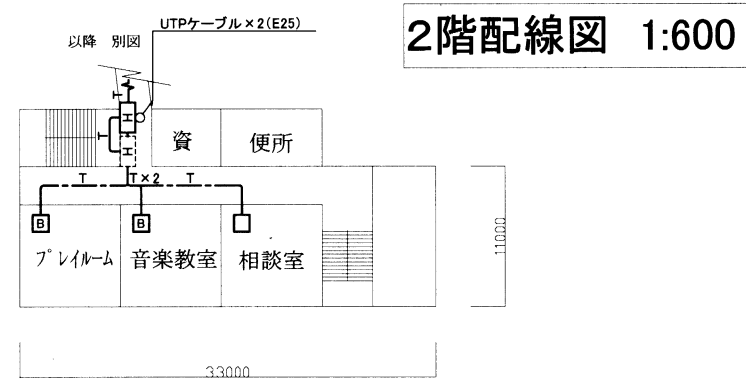 UTPケーブル×2(E25)
以降 別図
2階配線図 1:600
T
H
T
H
資
便所
T
T×2
T
B
B
プレイルーム
音楽教室
相談室
11000
33000